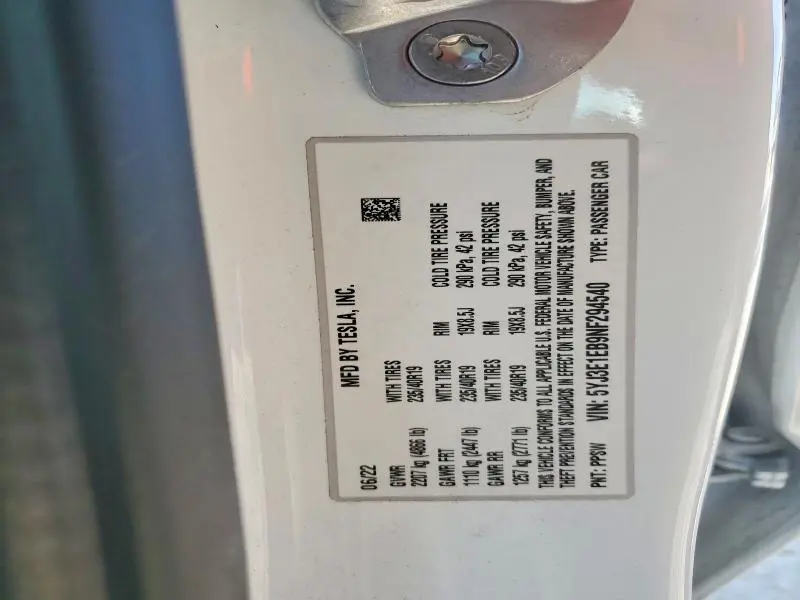 06/22 MFD BY TESLA, INC.
GVWR WITH TIRES
2207 kg (4866 lb) 235/40R19
GAWR FRT WITH TIRES RIM COLD TIRE PRESSURE
1110 kg (2447 lb) 235/40R19 19X8.5J 290 kPa, 42 psi
GAWR RR WITH TIRES RIM COLD TIRE PRESSURE
1257 kg (2771 lb) 235/40R19 19X8.5J 290 kPa, 42 psi
THIS VEHICLE CONFORMS TO ALL APPLICABLE U.S. FEDERAL MOTOR VEHICLE SAFETY, BUMPER, AND
THEFT PREVENTION STANDARDS IN EFFECT ON THE DATE OF MANUFACTURE SHOWN ABOVE.
PNT: PPSW VIN: 5YJ3E1EB9NF294540 TYPE: PASSENGER CAR